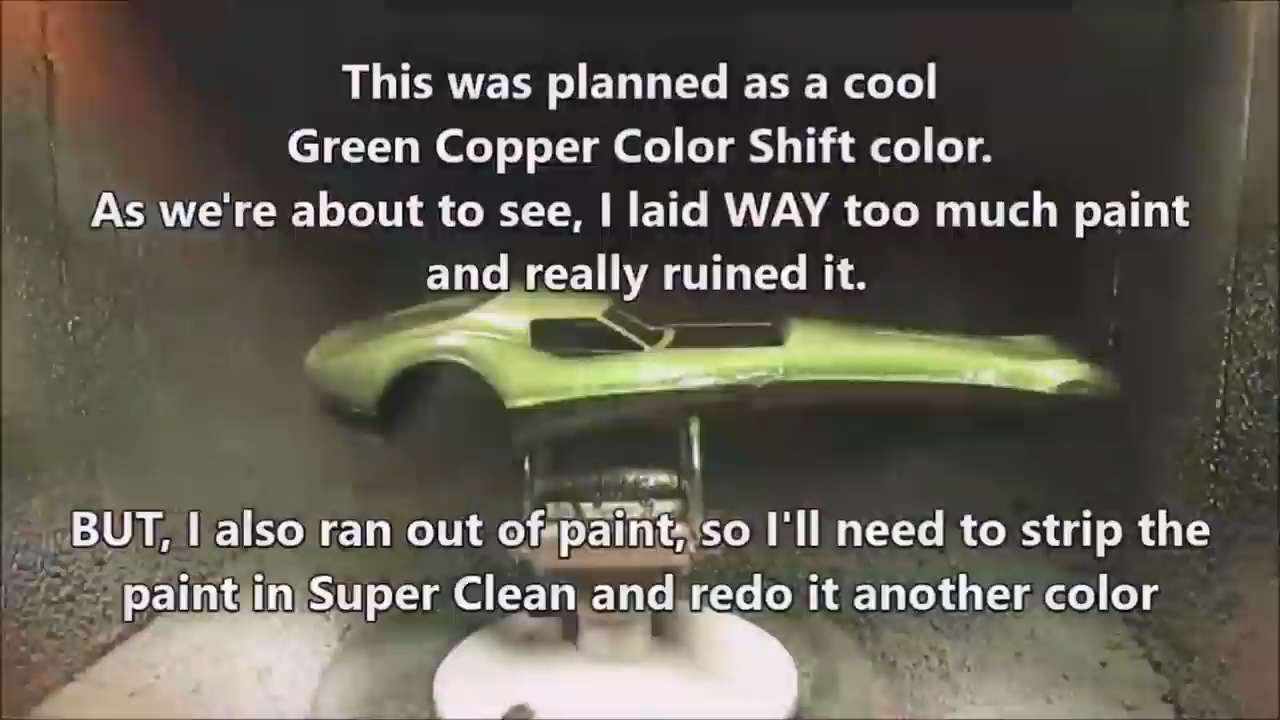 This was planned as a cool
Green Copper Color Shift color.
As we're about to see, I laid WAY too much paint
and really ruined it.
BUT, I also ran out of paint, so I'll need to strip the
paint in Super Clean and redo it another color